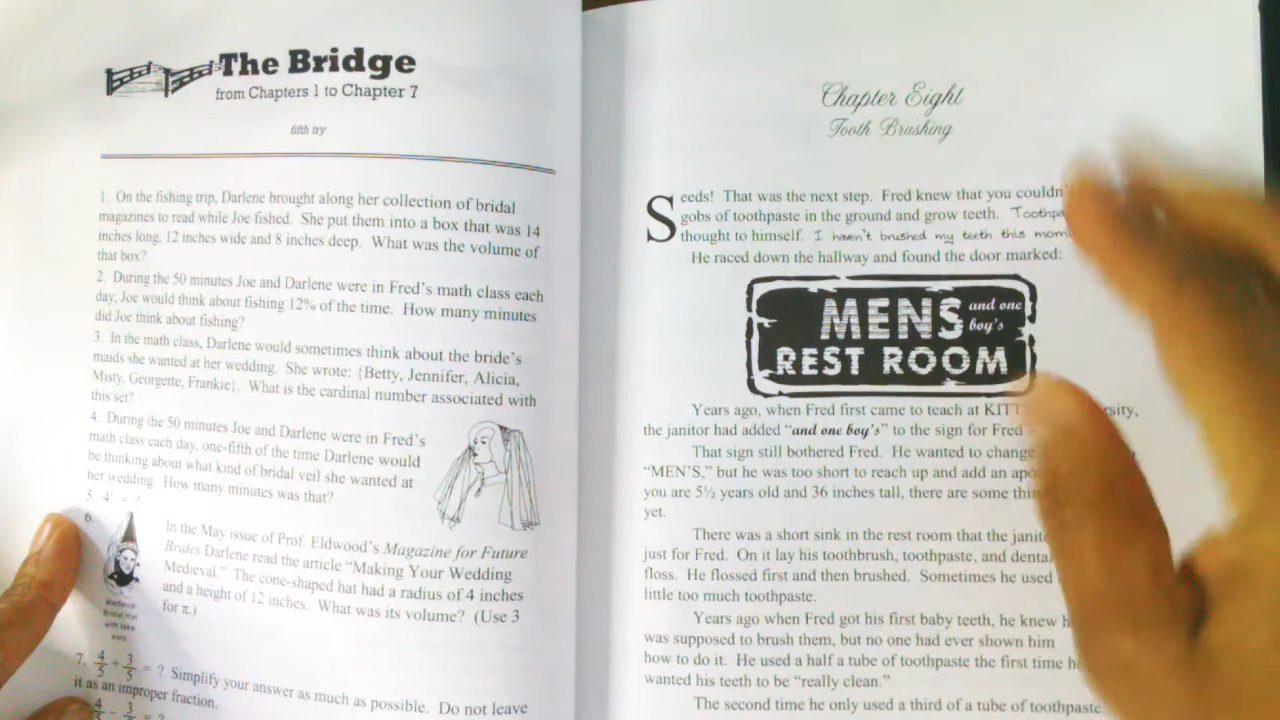 The Bridge
from Chapters 1 to Chapter 7
fifth try
1. On the fishing trip, Darlene brought along her collection of bridal
magazines to read while Joe fished. She put them into a box that was 14
inches long, 12 inches wide and 8 inches deep. What was the volume of
that box?
2. During the 50 minutes Joe and Darlene were in Fred's math class each
day, Joe would think about fishing 12% of the time. How many minutes
did Joe think about fishing?
3. In the math class, Darlene would sometimes think about the bride's
maids she wanted at her wedding. She wrote: {Betty, Jennifer, Alicia,
Misty, Georgette, Frankie}. What is the cardinal number associated with
this set?
4. During the 50 minutes Joe and Darlene were in Fred's
math class each day, one-fifth of the time Darlene would
be thinking about what kind of bridal veil she wanted at
her wedding. How many minutes was that?
5. = ?
6.
In the May issue of Prof. Eldwood's Magazine for Future
Brides Darlene read the article "Making Your Wedding
Medieval." The cone-shaped hat had a radius of 4 inches
and a height of 12 inches. What was its volume? (Use 3
for π.)
Medieval
Bridal Hat
with fake
ears
7. 4/5 + 3/5 = ? Simplify your answer as much as possible. Do not leave
it as an improper fraction.
4 3 = ?
Chapter Eight
Tooth Brushing
Seeds! That was the next step. Fred knew that you couldn'
gobs of toothpaste in the ground and grow teeth. Toothpa
thought to himself. I haven't brushed my teeth this
He raced down the hallway and found the door marked:
MENS and one
boy's
REST ROOM
Years ago, when Fred first came to teach at KITT
the janitor had added "and one boy's" to the sign for Fred
That sign still bothered Fred. He wanted to change
"MEN'S," but he was too short to reach up and add an
you are 5½ years old and 36 inches tall, there are some
yet.
There was a short sink in the rest room that the
just for Fred. On it lay his toothbrush, toothpaste, and dental
floss. He flossed first and then brushed. Sometimes he used
little too much toothpaste.
Years ago when Fred got his first baby teeth, he knew
was supposed to brush them, but no one had ever shown him
how to do it. He used a half a tube of toothpaste the first time
wanted his teeth to be "really clean."
The second time he only used a third of a tube of toothpaste.